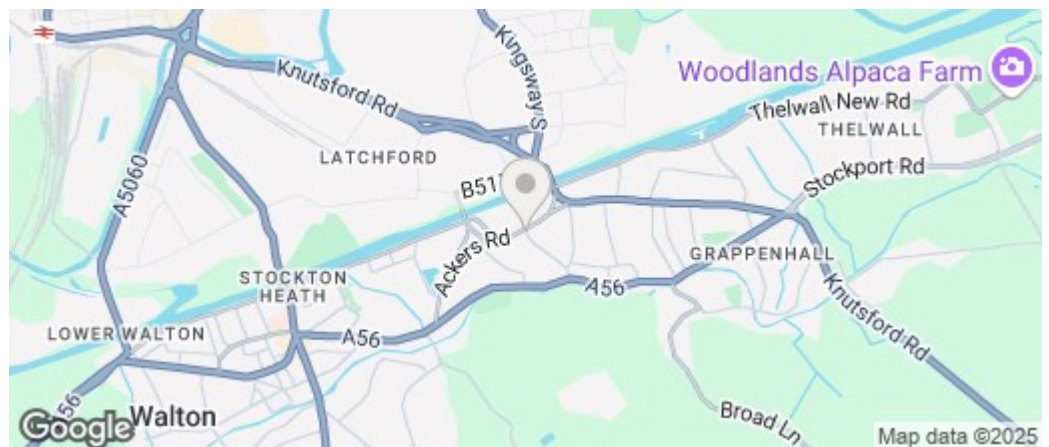 Kingsway S
Knutsford Rd
Woodlands Alpaca Farm
Thelwall New Rd
THELWALL
LATCHFORD
Stockport Rd
A5060
Ackers Rd
STOCKTON
HEATH
GRAPPENHALL
A56
LOWER WALTON
A56
Knutsford Rd
A56
Walton
Broad Ln
Google
Map data ©2025